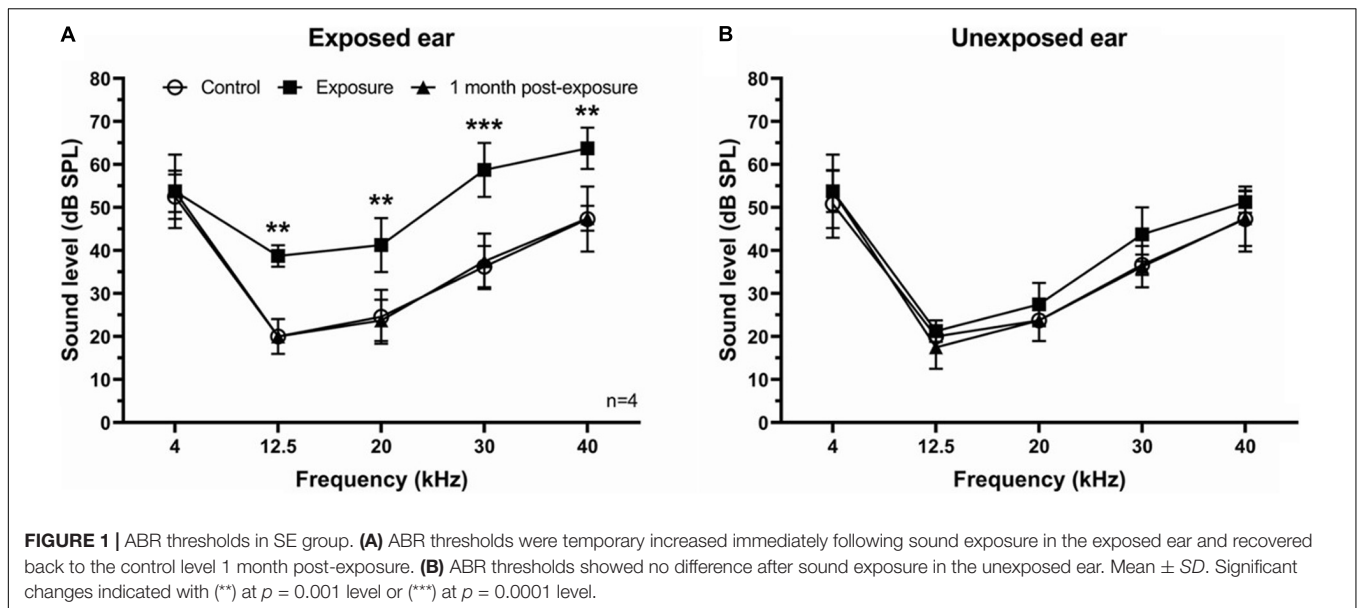 A
Exposed ear
Control Exposure 1 month post-exposure
Sound level (dB SPL)
80
70
60
50
40
30
20
10
0
**
**
***
**
n=4
4 12.5 20 30 40
Frequency (kHz)
B
Unexposed ear
Sound level (dB SPL)
80
70
60
50
40
30
20
10
0
4 12.5 20 30 40
Frequency (kHz)
FIGURE 1 | ABR thresholds in SE group. (A) ABR thresholds were temporary increased immediately following sound exposure in the exposed ear and recovered
back to the control level 1 month post-exposure. (B) ABR thresholds showed no difference after sound exposure in the unexposed ear. Mean ± SD. Significant
changes indicated with (**) at p = 0.001 level or (***) at p = 0.0001 level.